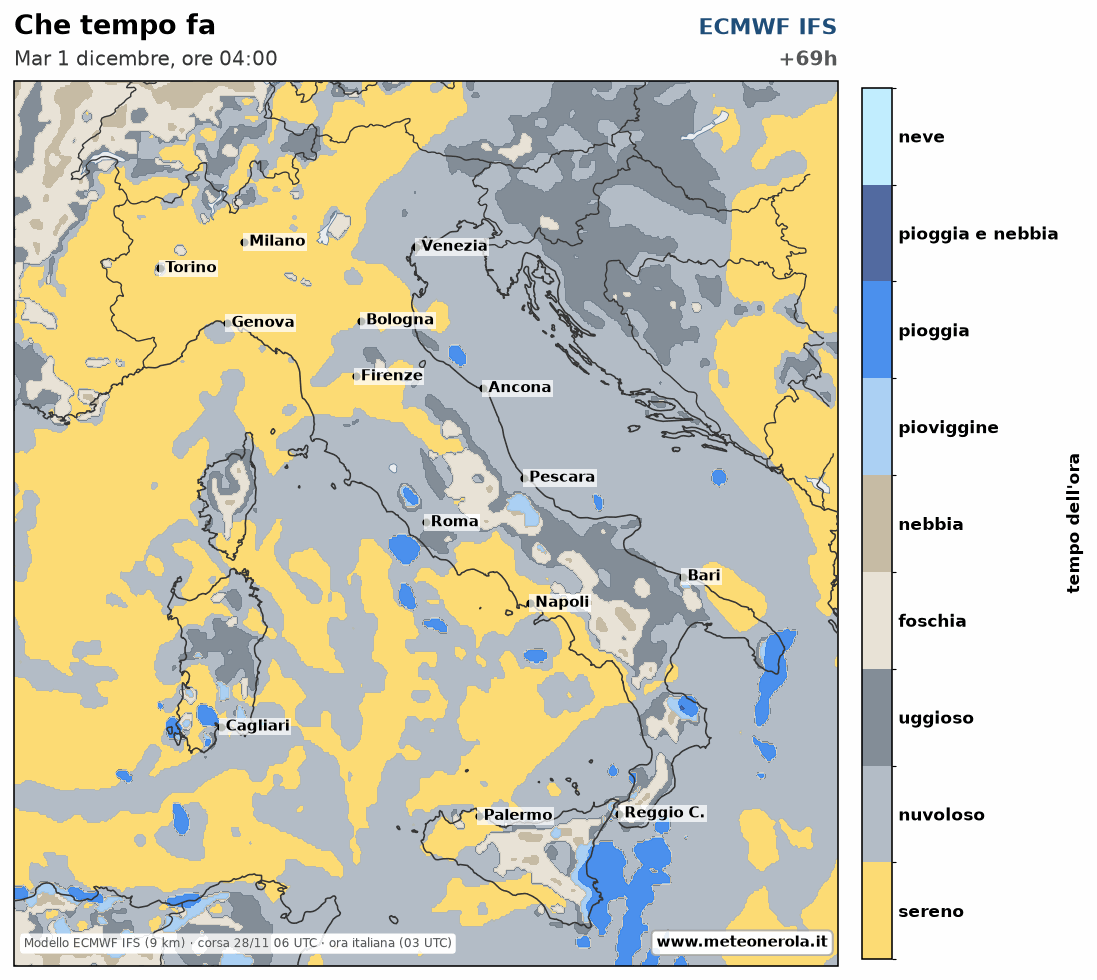 Che tempo fa
ECMWF IFS
Mar 1 dicembre, ore 04:00
+69h
neve
pioggia e nebbia
pioggia
pioviggine
nebbia
foschia
uggioso
nuvoloso
sereno
tempo dell'ora
Milano
Venezia
Torino
Genova
Bologna
Firenze
Ancona
Pescara
Roma
Bari
Napoli
Cagliari
Palermo
Reggio C.
Modello ECMWF IFS (9 km) · corsa 28/11 06 UTC · ora italiana (03 UTC)
www.meteonerola.it